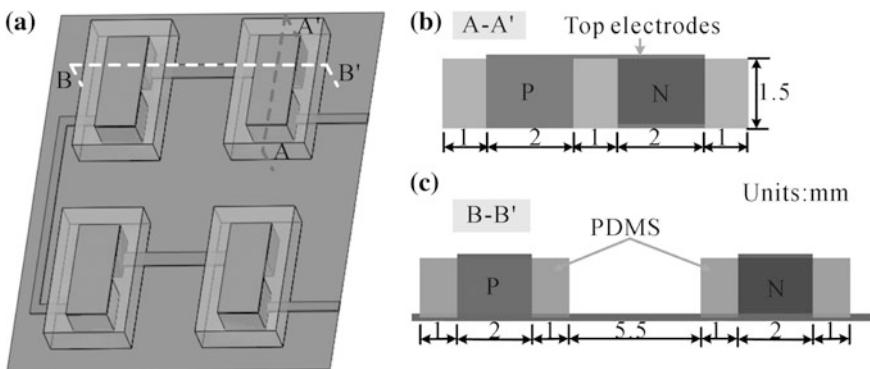 (a)
A'
B
B'
A
(b)
A-A'
Top electrodes
P
N
1.5
1 2 1 2 1
(c)
B-B'
Units:mm
PDMS
P
N
1 2 1 5.5 1 2 1